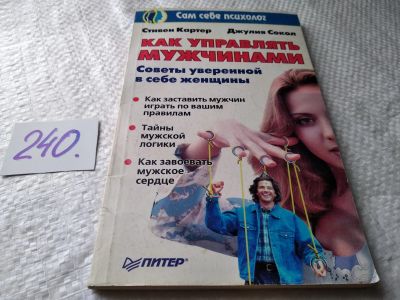 Сам себе психолог
Стивен Картер Джулия Сокол
КАК УПРАВЛЯТЬ
МУЖЧИНАМИ
Советы уверенной
в себе женщины
• Как заставить мужчин
играть по вашим
правилам
• Тайны
мужской
логики
• Как завоевать
мужское
сердце
240.
ПИТЕР